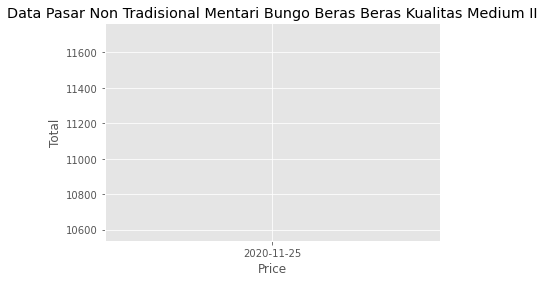 Data Pasar Non Tradisional Mentari Bungo Beras Beras Kualitas Medium II
11600
11400
11200
11000
10800
10600
Total
2020-11-25
Price